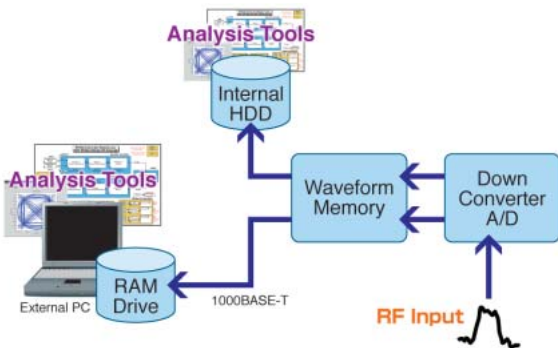 Analysis Tools
Internal
HDD
Analysis Tools
Waveform
Memory
Down
Converter
A/D
RAM
Drive
External PC
1000BASE-T
RF Input